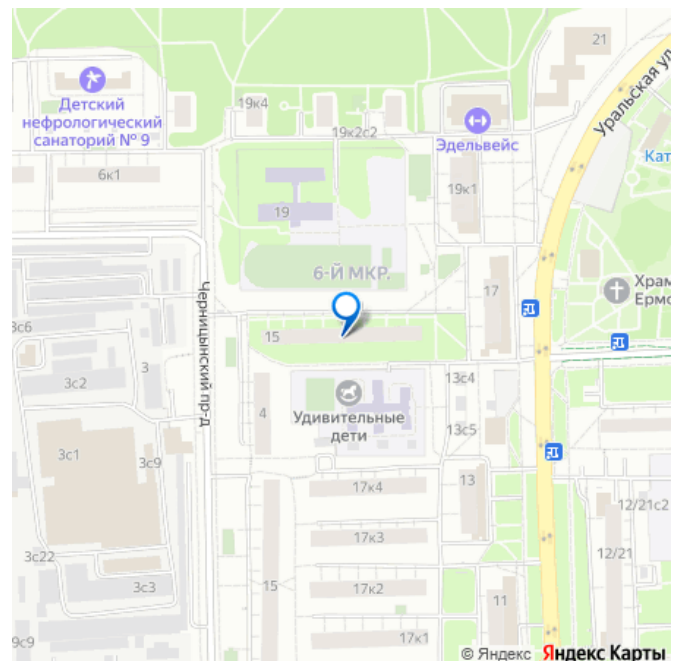 21
Уральская ул
Детский
нефрологический
санаторий № 9
19к4
19к2с2
Эдельвейс
Кат
6к1
19
19к1
6-Й МКР.
Черницынский пр-д
17
Храм
Ермо
3с6
15
3
3с2
13с4
4
Удивительные
дети
13с5
3с1
3с9
17к4
13
12/21с2
17к3
3с22
12/21
3с3
15
17к2
11
9с9
17к1
© Яндекс Яндекс Карты